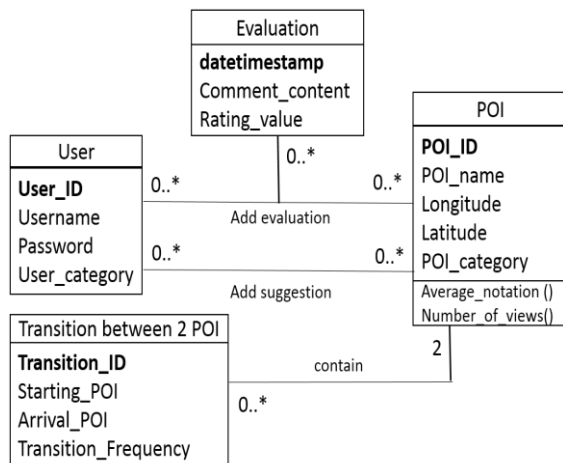 Evaluation
datetimestamp
Comment_content
Rating_value
0..*
POI
POI_ID
POI_name
Longitude
Latitude
POI_category
Average_notation ()
Number_of_views()
User
User_ID
Username
Password
User_category
0..*
0..*
Add evaluation
0..*
0..*
Add suggestion
Transition between 2 POI
Transition_ID
Starting_POI
Arrival_POI
Transition_Frequency
2
contain
0..*